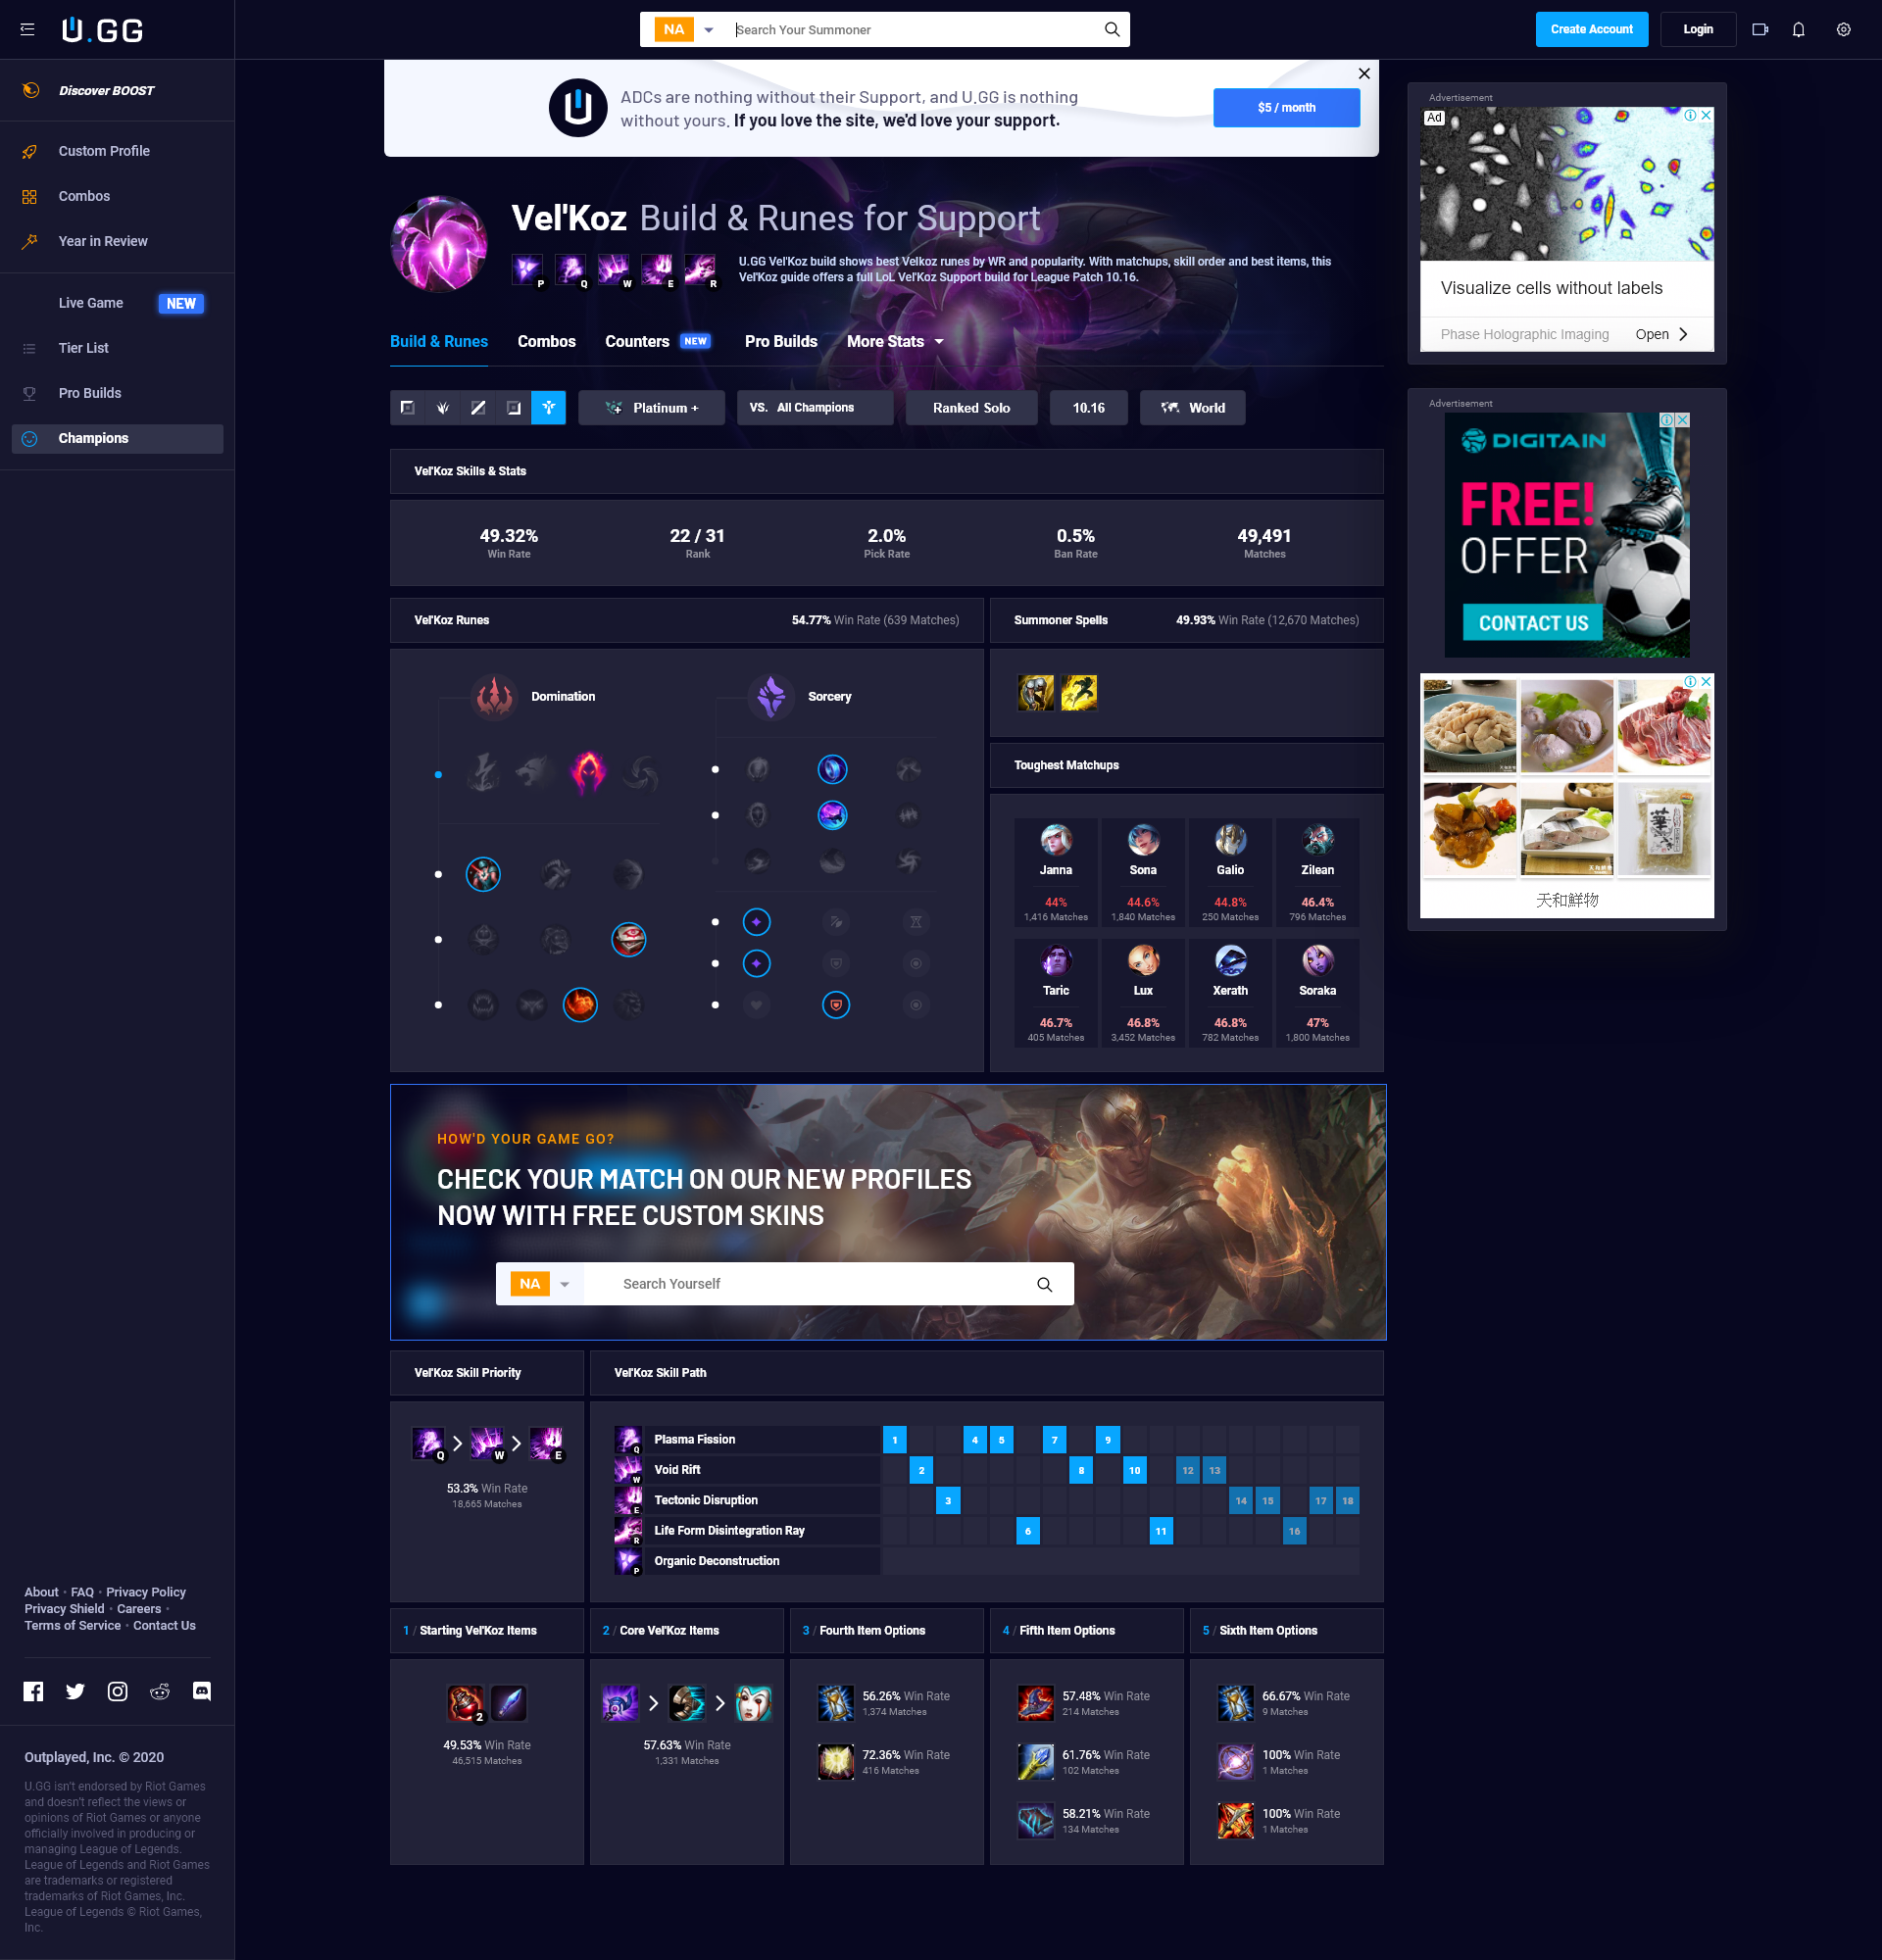 U.GG
NA
Search Your Summoner
Create Account
Login
Discover BOOST
Custom Profile
Combos
Year in Review
Live Game
NEW
Tier List
Pro Builds
Champions
ADCs are nothing without their Support, and U.GG is nothing
without yours. If you love the site, we'd love your support.
$5 / month
Vel'Koz Build & Runes for Support
P Q W E R
U.GG Vel'Koz build shows best Velkoz runes by WR and popularity. With matchups, skill order and best items, this
Vel'Koz guide offers a full LoL Vel'Koz Support build for League Patch 10.16.
Build & Runes
Combos
Counters
NEW
Pro Builds
More Stats
Platinum +
VS. All Champions
Ranked Solo
10.16
World
Vel'Koz Skills & Stats
49.32%
Win Rate
22 / 31
Rank
2.0%
Pick Rate
0.5%
Ban Rate
49,491
Matches
Vel'Koz Runes
54.77% Win Rate (639 Matches)
Domination
Sorcery
Summoner Spells
49.93% Win Rate (12,670 Matches)
Toughest Matchups
Janna
44%
1,416 Matches
Sona
44.6%
1,840 Matches
Galio
44.8%
250 Matches
Zilean
46.4%
796 Matches
Taric
46.7%
405 Matches
Lux
46.8%
3,452 Matches
Xerath
46.8%
782 Matches
Soraka
47%
1,800 Matches
HOW'D YOUR GAME GO?
CHECK YOUR MATCH ON OUR NEW PROFILES
NOW WITH FREE CUSTOM SKINS
NA
Search Yourself
Vel'Koz Skill Priority
Q W E
53.3% Win Rate
18,665 Matches
Vel'Koz Skill Path
Q Plasma Fission 1 4 5 7 9
W Void Rift 2 8 10 12 13
E Tectonic Disruption 3 14 15 17 18
R Life Form Disintegration Ray 6 11 16
P Organic Deconstruction
1 / Starting Vel'Koz Items
2
49.53% Win Rate
46,515 Matches
2 / Core Vel'Koz Items
57.63% Win Rate
1,331 Matches
3 / Fourth Item Options
56.26% Win Rate
1,374 Matches
72.36% Win Rate
416 Matches
4 / Fifth Item Options
57.48% Win Rate
214 Matches
61.76% Win Rate
102 Matches
58.21% Win Rate
134 Matches
5 / Sixth Item Options
66.67% Win Rate
9 Matches
100% Win Rate
1 Matches
100% Win Rate
1 Matches
Advertisement
Ad
Visualize cells without labels
Phase Holographic Imaging
Open
Advertisement
DIGITAIN
FREE!
OFFER
CONTACT US
天和鮮物
About • FAQ • Privacy Policy
Privacy Shield • Careers •
Terms of Service • Contact Us
Outplayed, Inc. © 2020
U.GG isn't endorsed by Riot Games
and doesn't reflect the views or
opinions of Riot Games or anyone
officially involved in producing or
managing League of Legends.
League of Legends and Riot Games
are trademarks or registered
trademarks of Riot Games, Inc.
League of Legends © Riot Games,
Inc.